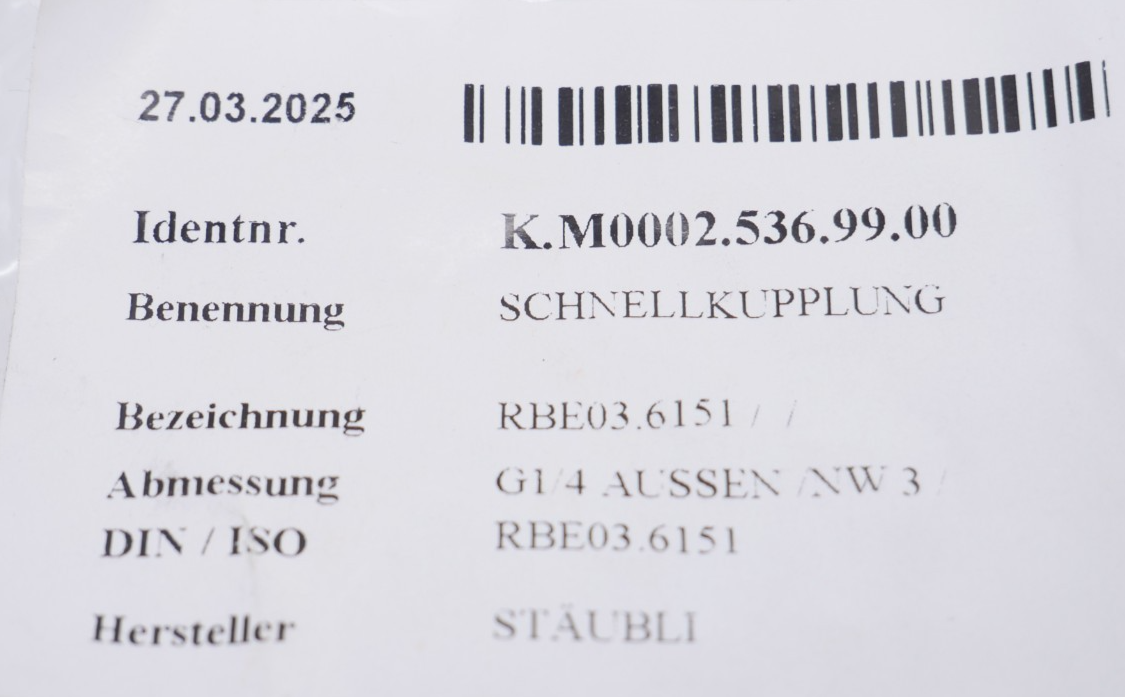 27.03.2025
Identnr. K.M0002.536.99.00
Benennung SCHNELLKUPPLUNG
Bezeichnung RBE03.6151 / /
Abmessung G1/4 AUSSEN /NW 3 /
DIN / ISO RBE03.6151
Hersteller STÄUBLI